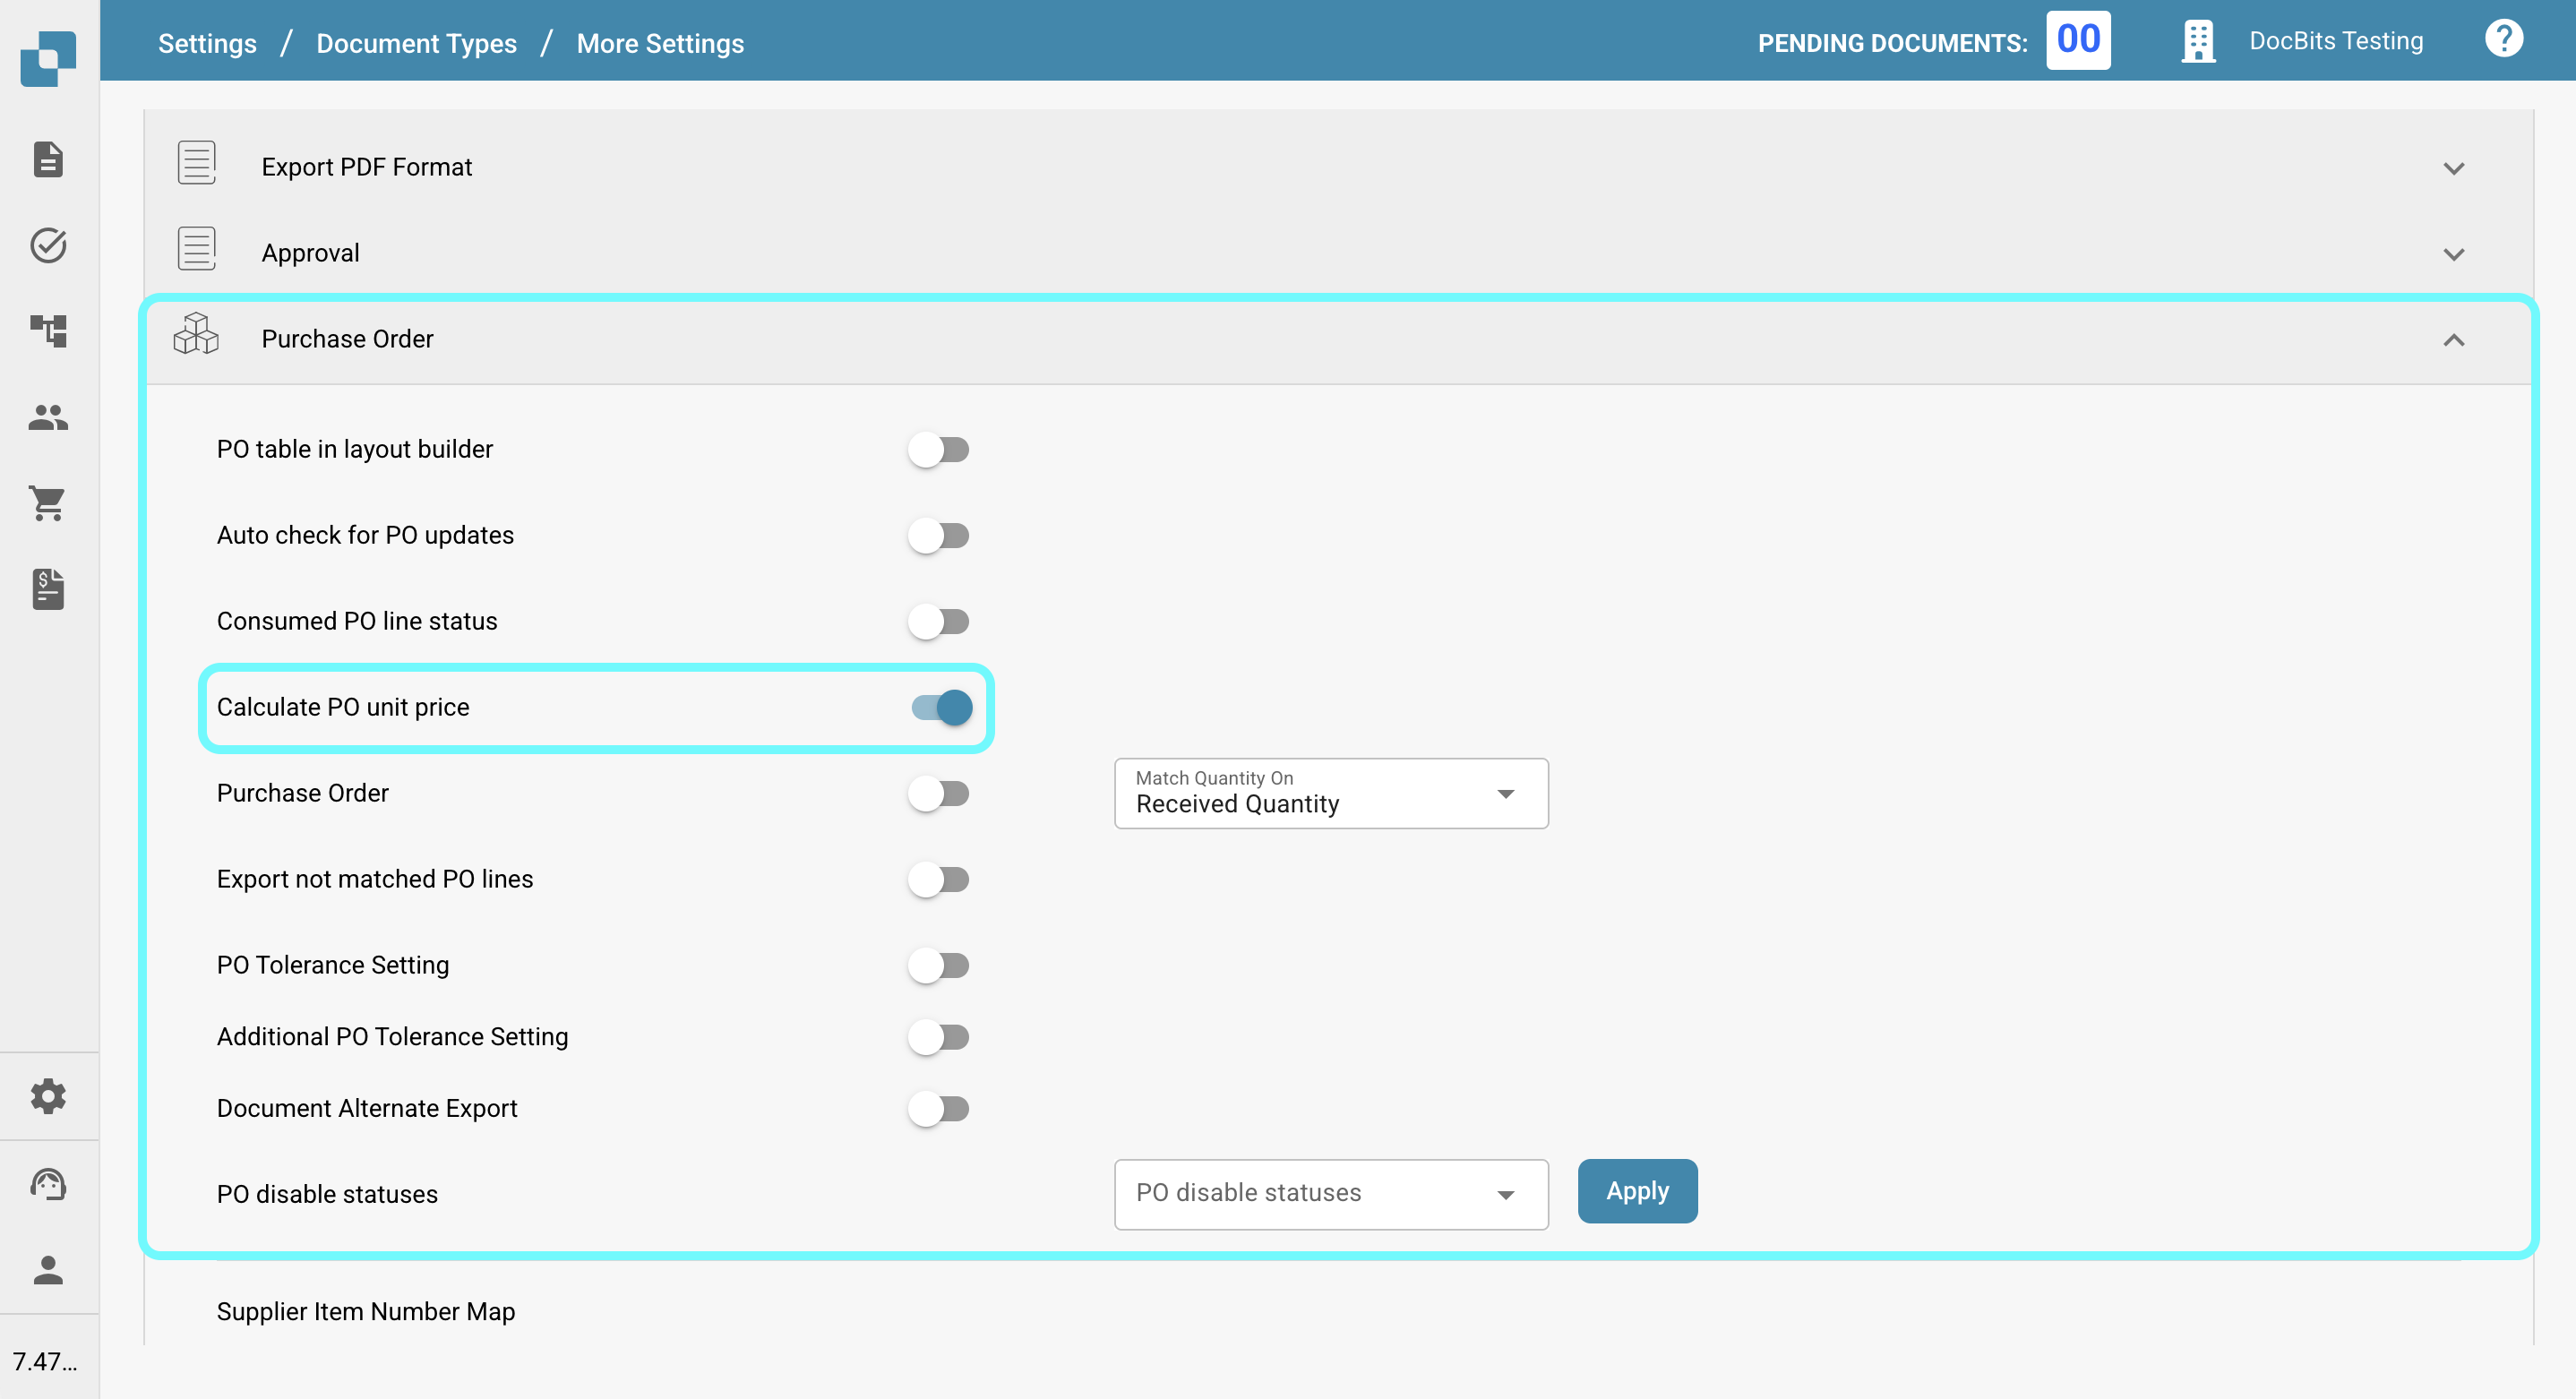 Settings / Document Types / More Settings
PENDING DOCUMENTS: 00
DocBits Testing
?
Export PDF Format
Approval
Purchase Order
PO table in layout builder
Auto check for PO updates
Consumed PO line status
Calculate PO unit price
Purchase Order
Match Quantity On
Received Quantity
Export not matched PO lines
PO Tolerance Setting
Additional PO Tolerance Setting
Document Alternate Export
PO disable statuses
PO disable statuses
Apply
Supplier Item Number Map
7.47...